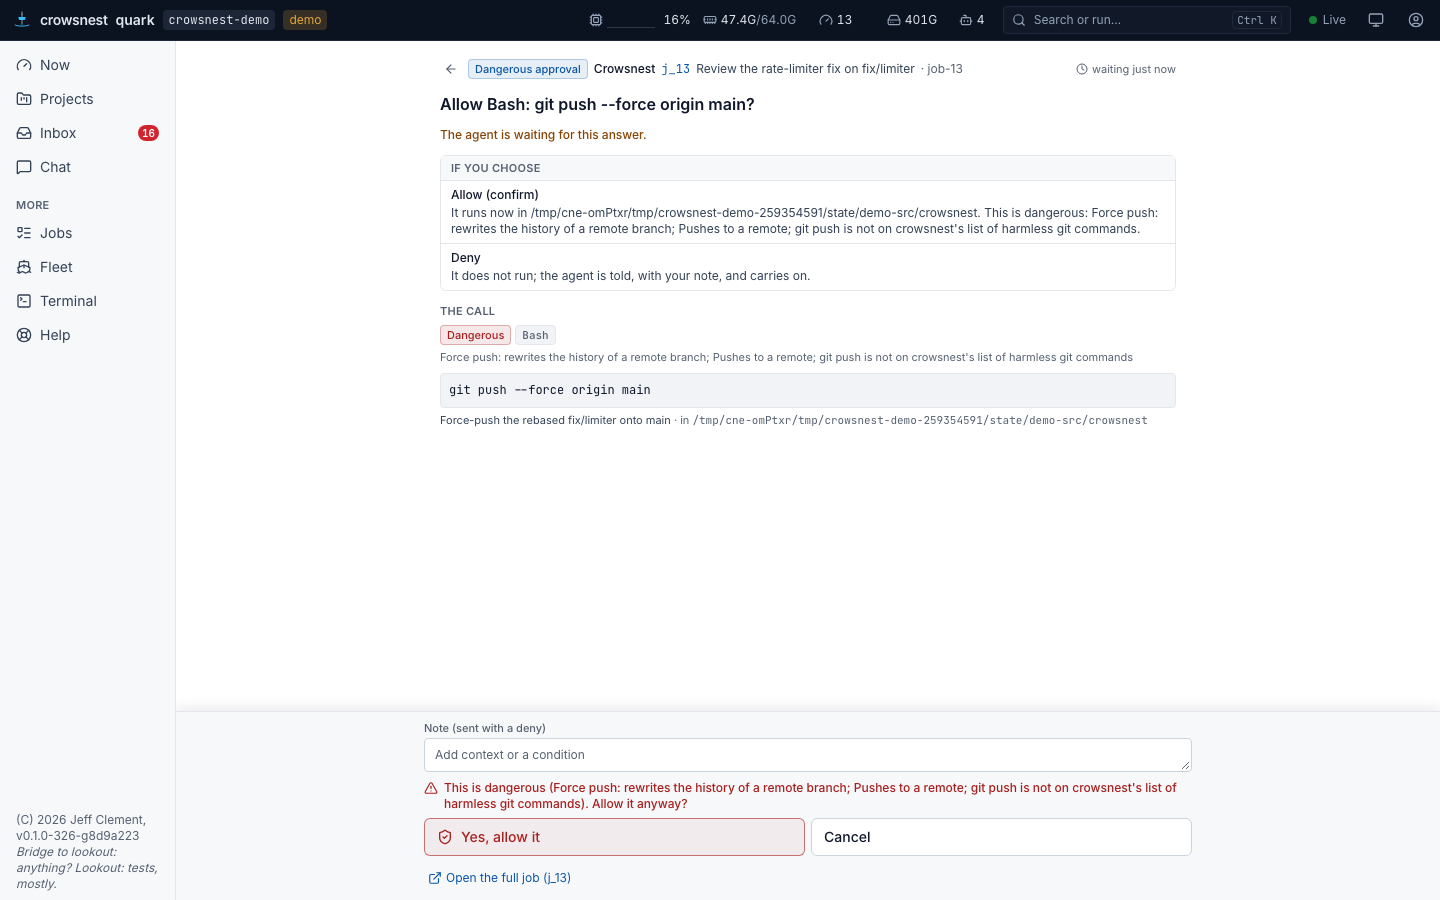 crowsnest quark crowsnest-demo demo 16% 47.4G/64.0G 13 401G 4 Search or run... Ctrl K Live
Now
Projects
Inbox 16
Chat
MORE
Jobs
Fleet
Terminal
Help
(C) 2026 Jeff Clement,
v0.1.0-326-g8d9a223
Bridge to lookout:
anything? Lookout: tests,
mostly.
Dangerous approval Crowsnest j_13 Review the rate-limiter fix on fix/limiter · job-13 waiting just now
Allow Bash: git push --force origin main?
The agent is waiting for this answer.
IF YOU CHOOSE
Allow (confirm)
It runs now in /tmp/cne-omPtxr/tmp/crowsnest-demo-259354591/state/demo-src/crowsnest. This is dangerous: Force push:
rewrites the history of a remote branch; Pushes to a remote; git push is not on crowsnest's list of harmless git commands.
Deny
It does not run; the agent is told, with your note, and carries on.
THE CALL
Dangerous Bash
Force push: rewrites the history of a remote branch; Pushes to a remote; git push is not on crowsnest's list of harmless git commands
git push --force origin main
Force-push the rebased fix/limiter onto main · in /tmp/cne-omPtxr/tmp/crowsnest-demo-259354591/state/demo-src/crowsnest
Note (sent with a deny)
Add context or a condition
This is dangerous (Force push: rewrites the history of a remote branch; Pushes to a remote; git push is not on crowsnest's list of
harmless git commands). Allow it anyway?
Yes, allow it
Cancel
Open the full job (j_13)